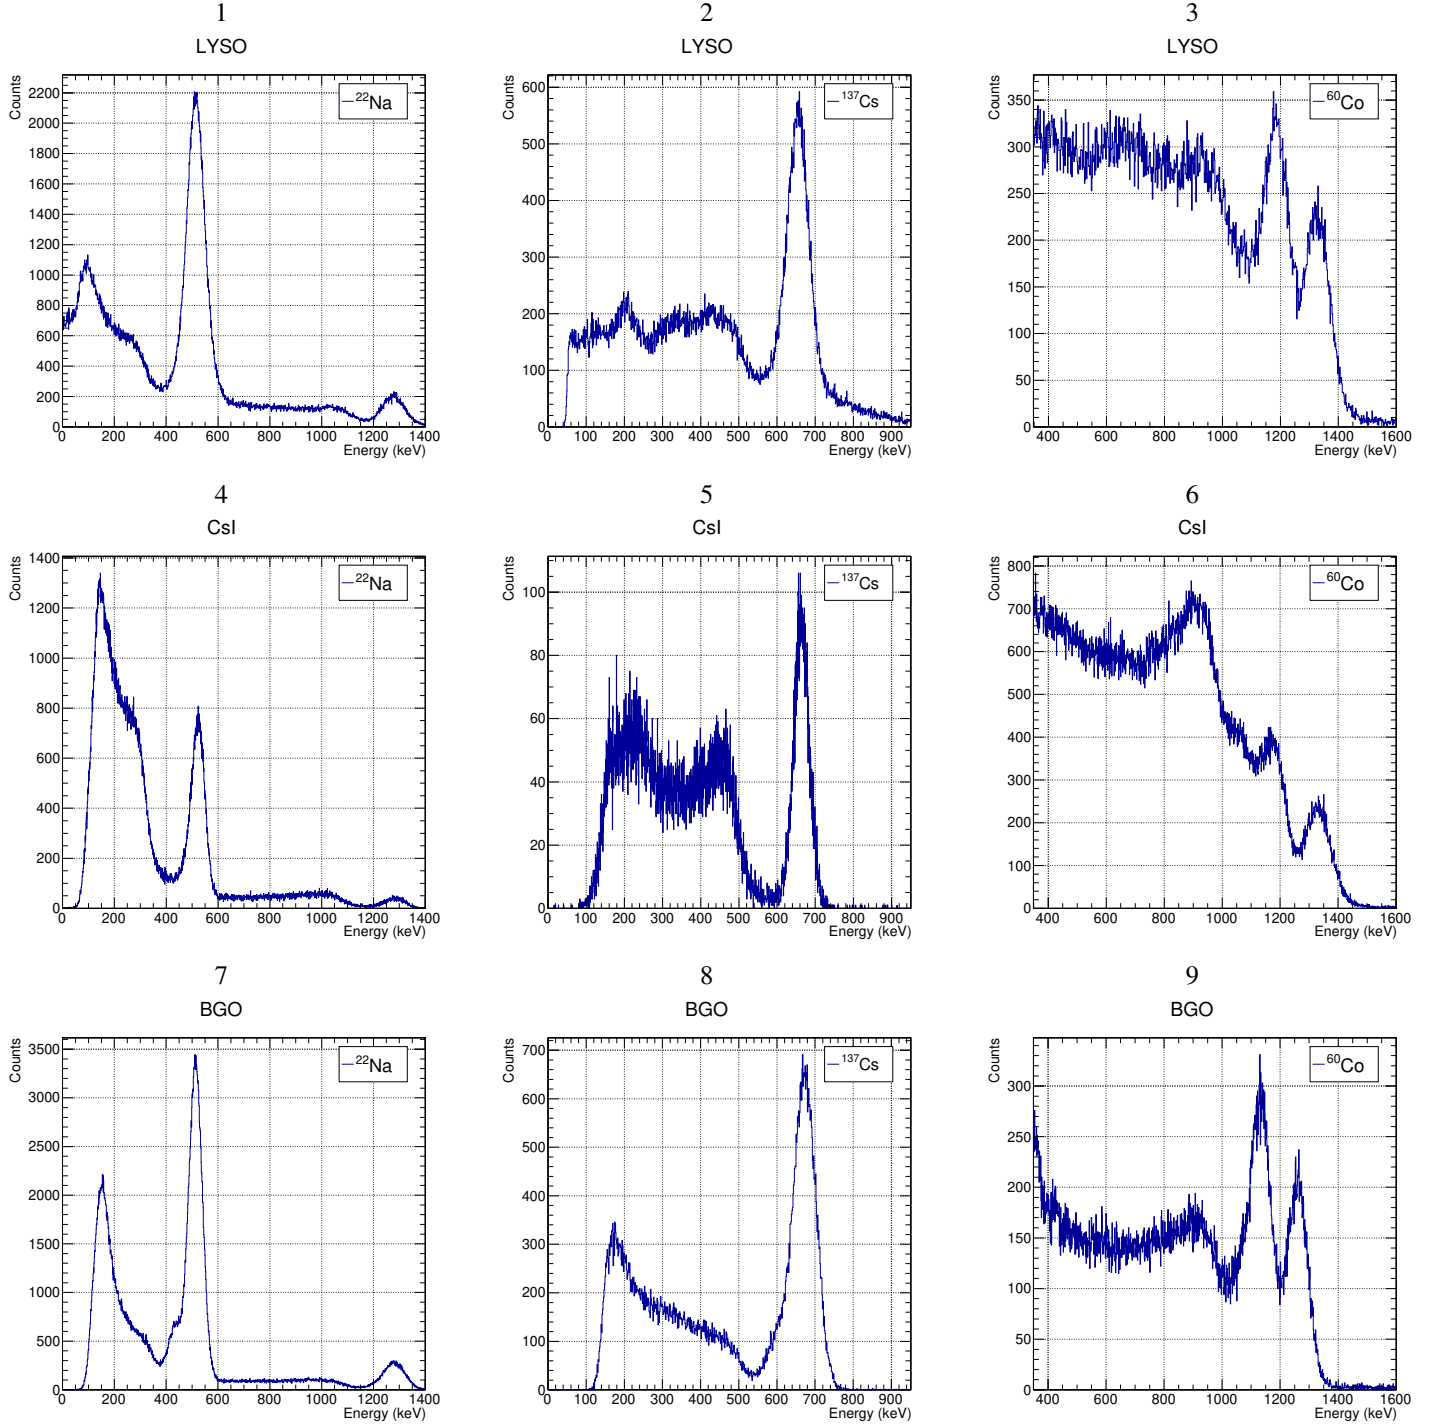 1
LYSO
Counts
²²Na
2200
2000
1800
1600
1400
1200
1000
800
600
400
200
0
0 200 400 600 800 1000 1200 1400
Energy (keV)
2
LYSO
Counts
¹³⁷Cs
600
500
400
300
200
100
0
0 100 200 300 400 500 600 700 800 900
Energy (keV)
3
LYSO
Counts
⁶⁰Co
350
300
250
200
150
100
50
0
400 600 800 1000 1200 1400 1600
Energy (keV)
4
CsI
Counts
²²Na
1400
1200
1000
800
600
400
200
0
0 200 400 600 800 1000 1200 1400
Energy (keV)
5
CsI
Counts
¹³⁷Cs
100
80
60
40
20
0
0 100 200 300 400 500 600 700 800 900
Energy (keV)
6
CsI
Counts
⁶⁰Co
800
700
600
500
400
300
200
100
0
400 600 800 1000 1200 1400 1600
Energy (keV)
7
BGO
Counts
²²Na
3500
3000
2500
2000
1500
1000
500
0
0 200 400 600 800 1000 1200 1400
Energy (keV)
8
BGO
Counts
¹³⁷Cs
700
600
500
400
300
200
100
0
0 100 200 300 400 500 600 700 800 900
Energy (keV)
9
BGO
Counts
⁶⁰Co
300
250
200
150
100
50
0
400 600 800 1000 1200 1400 1600
Energy (keV)